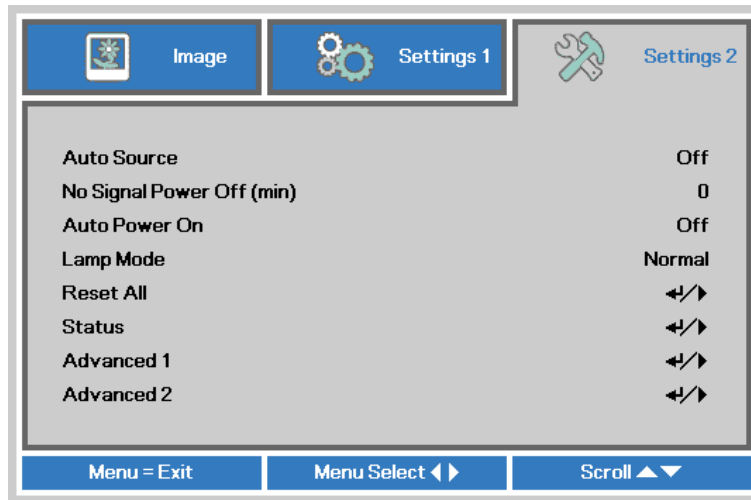 Image Settings 1 Settings 2
Auto Source Off
No Signal Power Off (min) 0
Auto Power On Off
Lamp Mode Normal
Reset All ↵/▶
Status ↵/▶
Advanced 1 ↵/▶
Advanced 2 ↵/▶
Menu = Exit Menu Select ◀▶ Scroll ▲▼